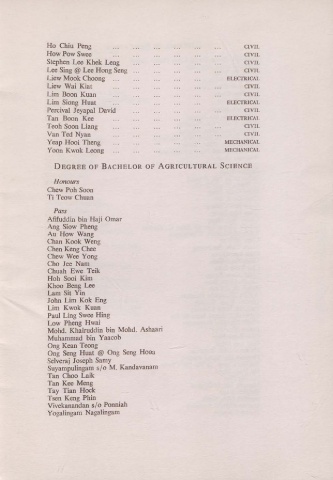 Ho Chiu Peng ... ... ... ... ... ... CIVIL
How Pow Swee ... ... ... ... ... ... CIVIL
Stephen Lee Khek Leng ... ... ... ... ... CIVIL
Lee Sing @ Lee Hong Seng ... ... ... ... ... CIVIL
Liew Mook Choong ... ... ... ... ... ELECTRICAL
Liew Wai Kiat ... ... ... ... ... ... CIVIL
Lim Boon Kuan ... ... ... ... ... ... CIVIL
Lim Siong Huat ... ... ... ... ... ... ELECTRICAL
Percival Jeyapal David ... ... ... ... ... CIVIL
Tan Boon Kee ... ... ... ... ... ... ELECTRICAL
Teoh Soon Liang ... ... ... ... ... ... CIVIL
Van Ted Nyan ... ... ... ... ... ... CIVIL
Yeap Hooi Theng ... ... ... ... ... MECHANICAL
Yoon Kwok Leong ... ... ... ... ... MECHANICAL
DEGREE OF BACHELOR OF AGRICULTURAL SCIENCE
Honours
Chew Poh Soon
Ti Teow Chuan
Pass
Affifuddin bin Haji Omar
Ang Siow Pheng
Au How Wang
Chan Kook Weng
Chen Keng Chee
Chew Wee Yong
Cho Jee Nam
Chuah Ewe Teik
Hoh Sooi Kim
Khoo Beng Lee
Lam Sit Yin
John Lim Kok Eng
Lim Kwok Kuan
Paul Ling Swee Hing
Low Pheng Hwai
Mohd. Khairuddin bin Mohd. Ashaari
Muhammad bin Yaacob
Ong Kean Teong
Ong Seng Huat @ Ong Seng Hooa
Selveraj Joseph Samy
Suyampulingam s/o M. Kandavanam
Tan Choo Laik
Tan Kee Meng
Tay Tian Hock
Tsen Keng Phin
Vivekanandan s/o Ponniah
Yogalingam Nagalingam